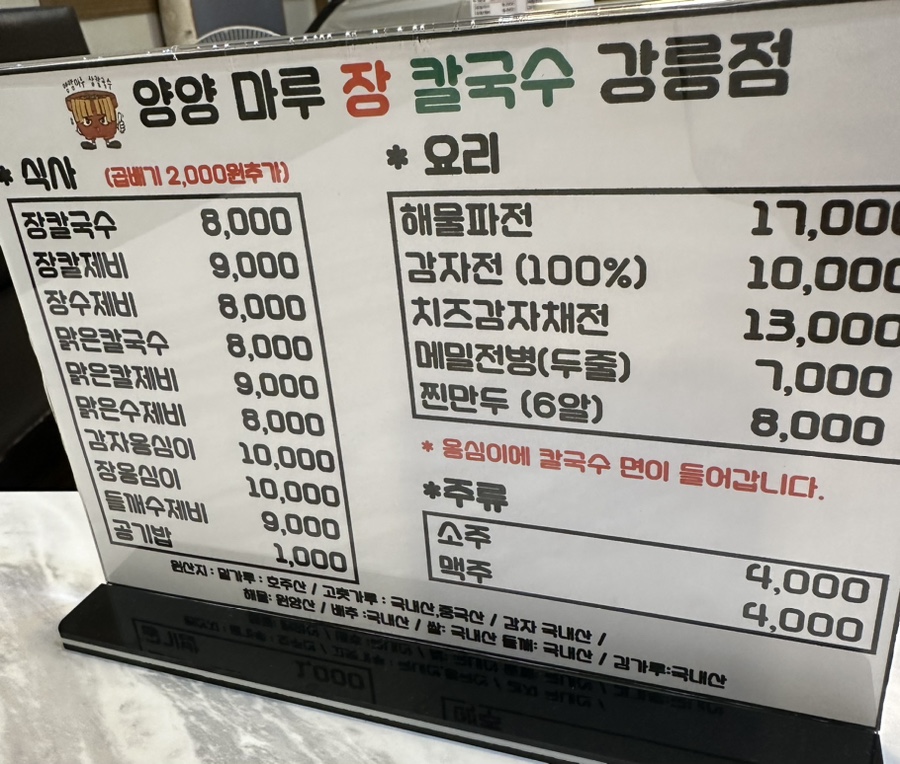 양양 마루 장 칼국수 강릉점
* 식사 (곱배기 2,000원추가)
장칼국수 8,000
장칼제비 9,000
장수제비 8,000
맑은칼국수 8,000
맑은칼제비 9,000
맑은수제비 8,000
감자옹심이 10,000
장옹심이 10,000
들깨수제비 9,000
공기밥 1,000
* 요리
해물파전 17,000
감자전 (100%) 10,000
치즈감자채전 13,000
메밀전병(두줄) 7,000
찐만두 (6알) 8,000
* 옹심이에 칼국수 면이 들어갑니다.
*주류
소주 4,000
맥주 4,000
원산지 : 밀가루 : 호주산 / 고춧가루 : 국내산,중국산 / 감자 국내산 /
해물: 원양산 / 배추 :국내산 / 쌀: 국내산 들깨: 국내산 / 김가루:국내산